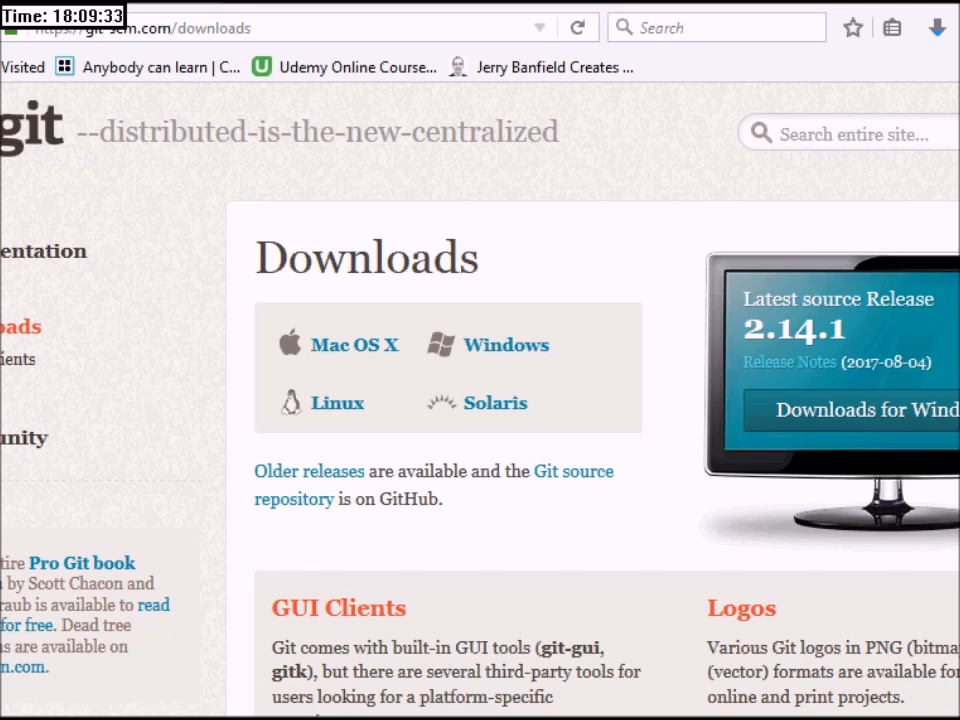 Time: 18:09:33
git-scm.com/downloads
Search
Visited
Anybody can learn | C...
Udemy Online Course...
Jerry Banfield Creates ...
git --distributed-is-the-new-centralized
Search entire site...
entation
oads
ients
unity
Downloads
Mac OS X
Windows
Linux
Solaris
Older releases are available and the Git source
repository is on GitHub.
Latest source Release
2.14.1
Release Notes (2017-08-04)
Downloads for Wind
tire Pro Git book
by Scott Chacon and
raub is available to read
for free. Dead tree
ns are available on
n.com.
GUI Clients
Git comes with built-in GUI tools (git-gui,
gitk), but there are several third-party tools for
users looking for a platform-specific
Logos
Various Git logos in PNG (bitma
(vector) formats are available for
online and print projects.